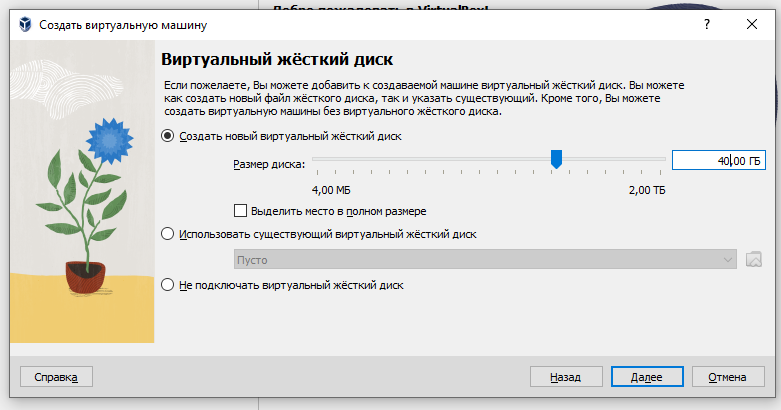 Добро пожаловать в VirtualBox!
Создать виртуальную машину
Виртуальный жёсткий диск
Если пожелаете, Вы можете добавить к создаваемой машине виртуальный жёсткий диск. Вы можете
как создать новый файл жёсткого диска, так и указать существующий. Кроме того, Вы можете
создать виртуальную машины без виртуального жёсткого диска.
Создать новый виртуальный жёсткий диск
Размер диска:
40,00 ГБ
4,00 МБ
2,00 ТБ
Выделить место в полном размере
Использовать существующий виртуальный жёсткий диск
Пусто
Не подключать виртуальный жёсткий диск
Справка
Назад
Далее
Отмена